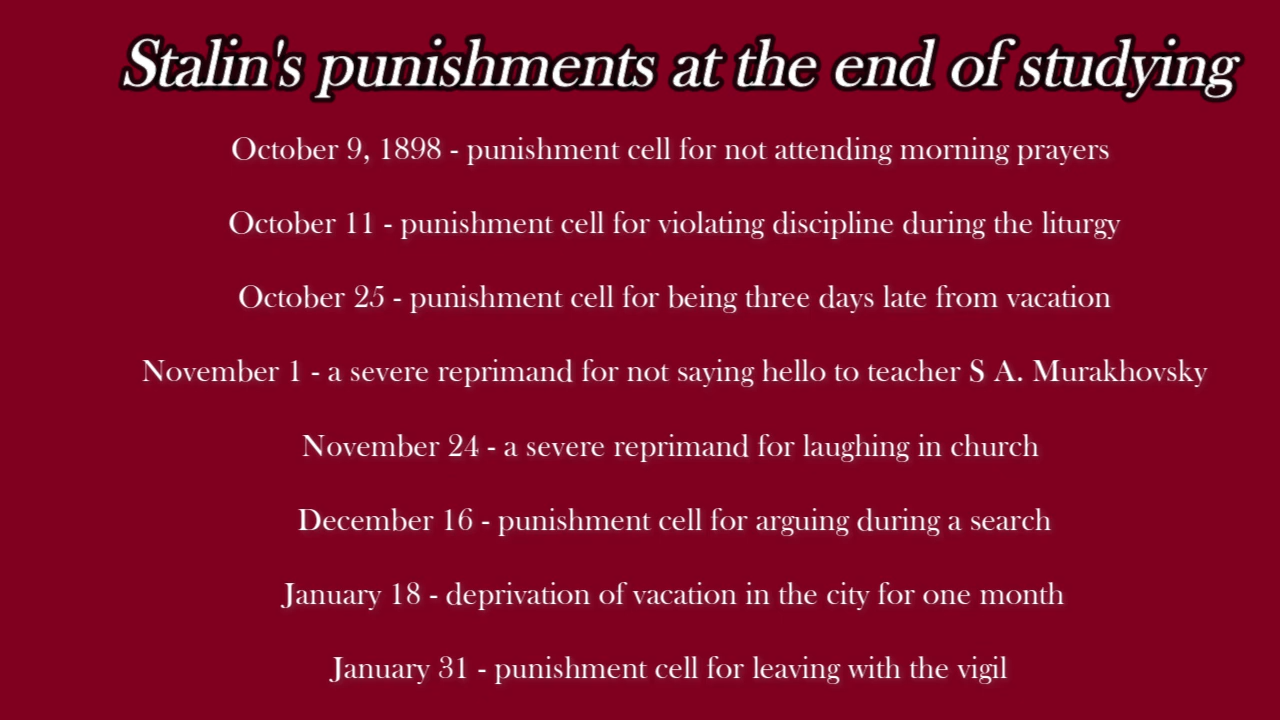 Stalin's punishments at the end of studying
October 9, 1898 - punishment cell for not attending morning prayers
October 11 - punishment cell for violating discipline during the liturgy
October 25 - punishment cell for being three days late from vacation
November 1 - a severe reprimand for not saying hello to teacher S A. Murakhovsky
November 24 - a severe reprimand for laughing in church
December 16 - punishment cell for arguing during a search
January 18 - deprivation of vacation in the city for one month
January 31 - punishment cell for leaving with the vigil